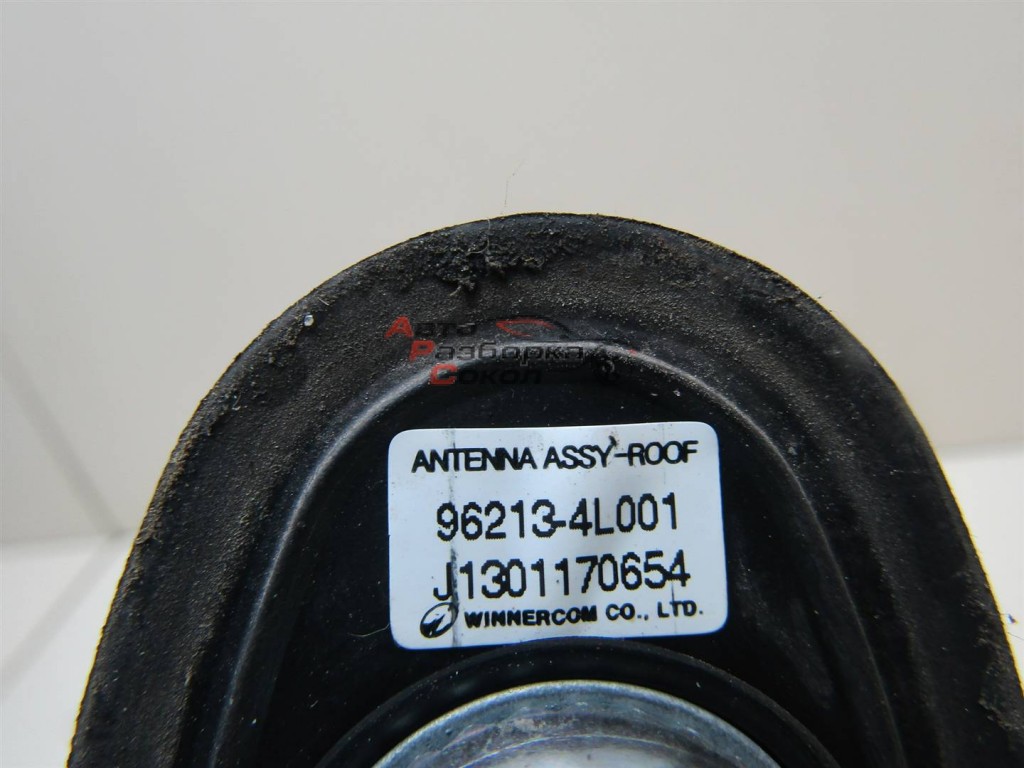 Авто
Разборка
Сокол
ANTENNA ASSY-ROOF
96213-4L001
J1301170654
WINNERCOM CO., LTD.